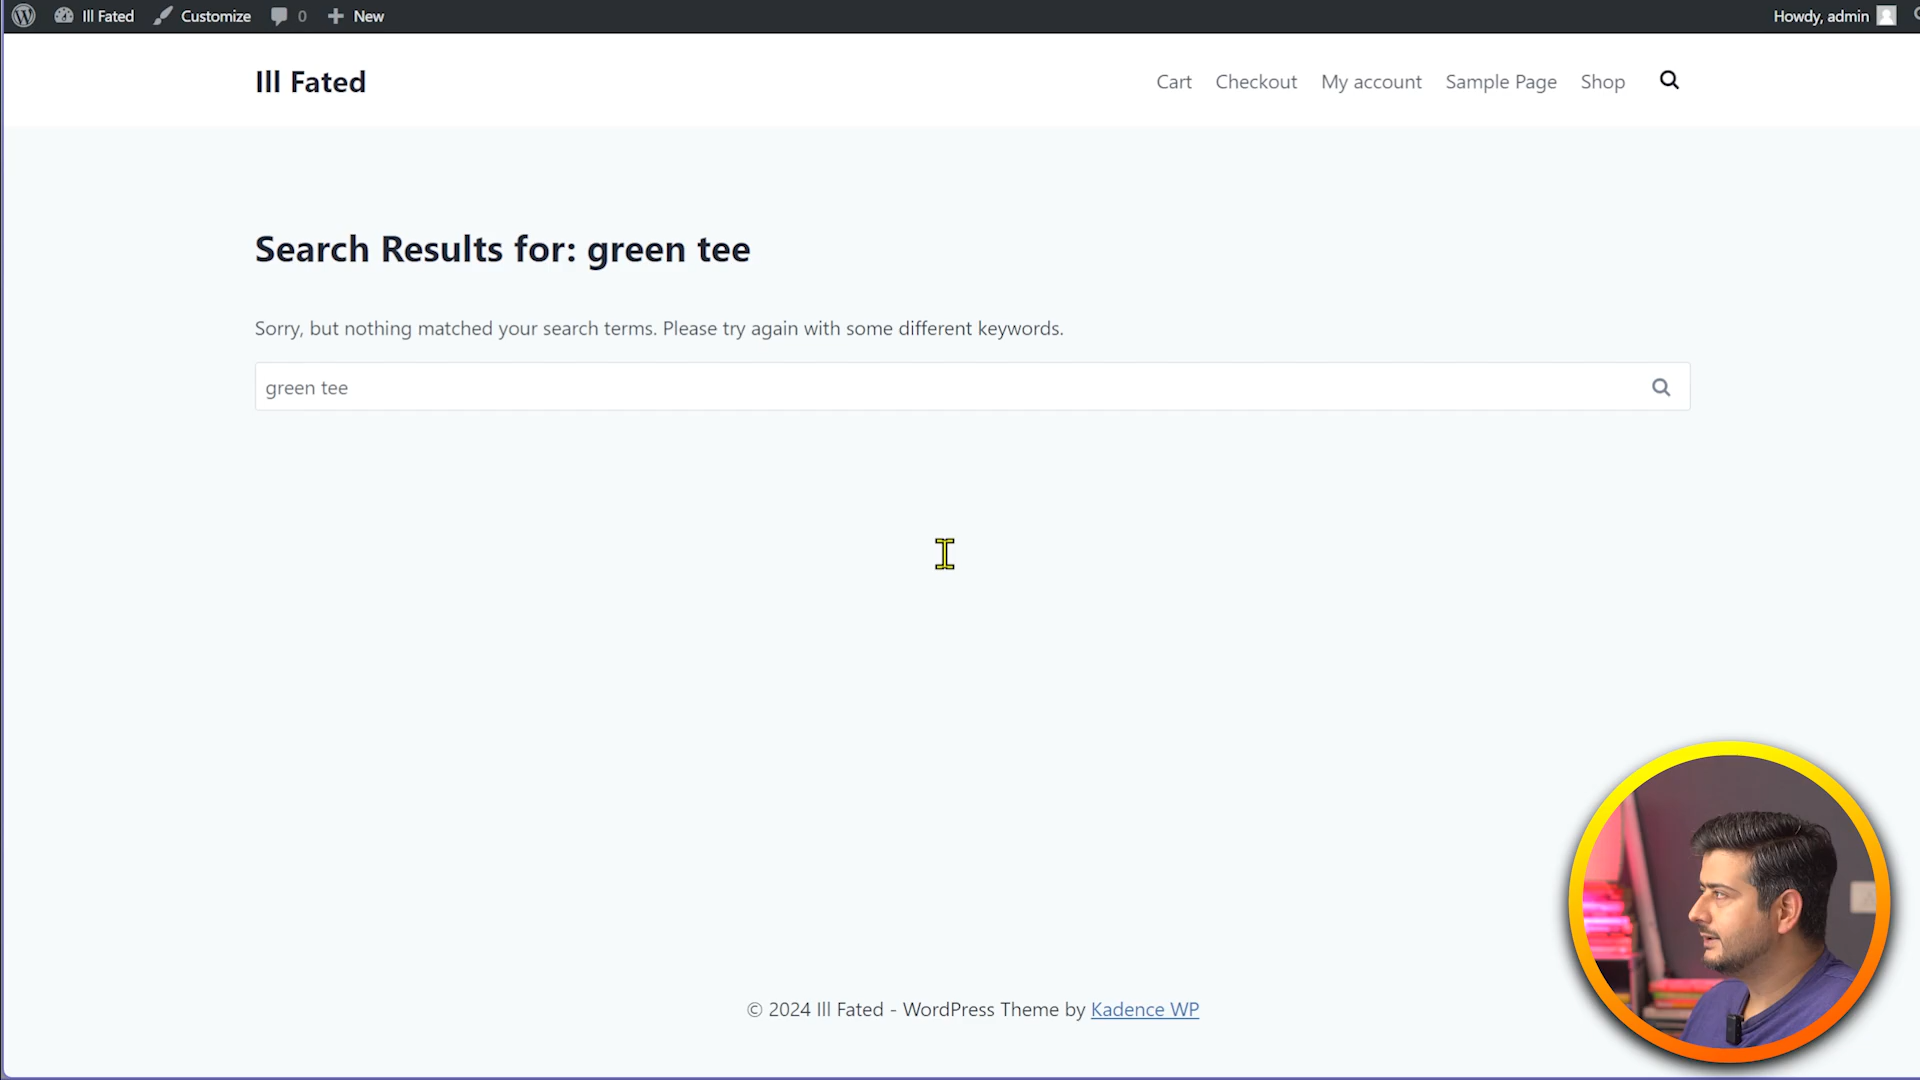 Ill Fated Customize 0 New Howdy, admin
Ill Fated Cart Checkout My account Sample Page Shop
Search Results for: green tee
Sorry, but nothing matched your search terms. Please try again with some different keywords.
green tee
© 2024 Ill Fated - WordPress Theme by Kadence WP